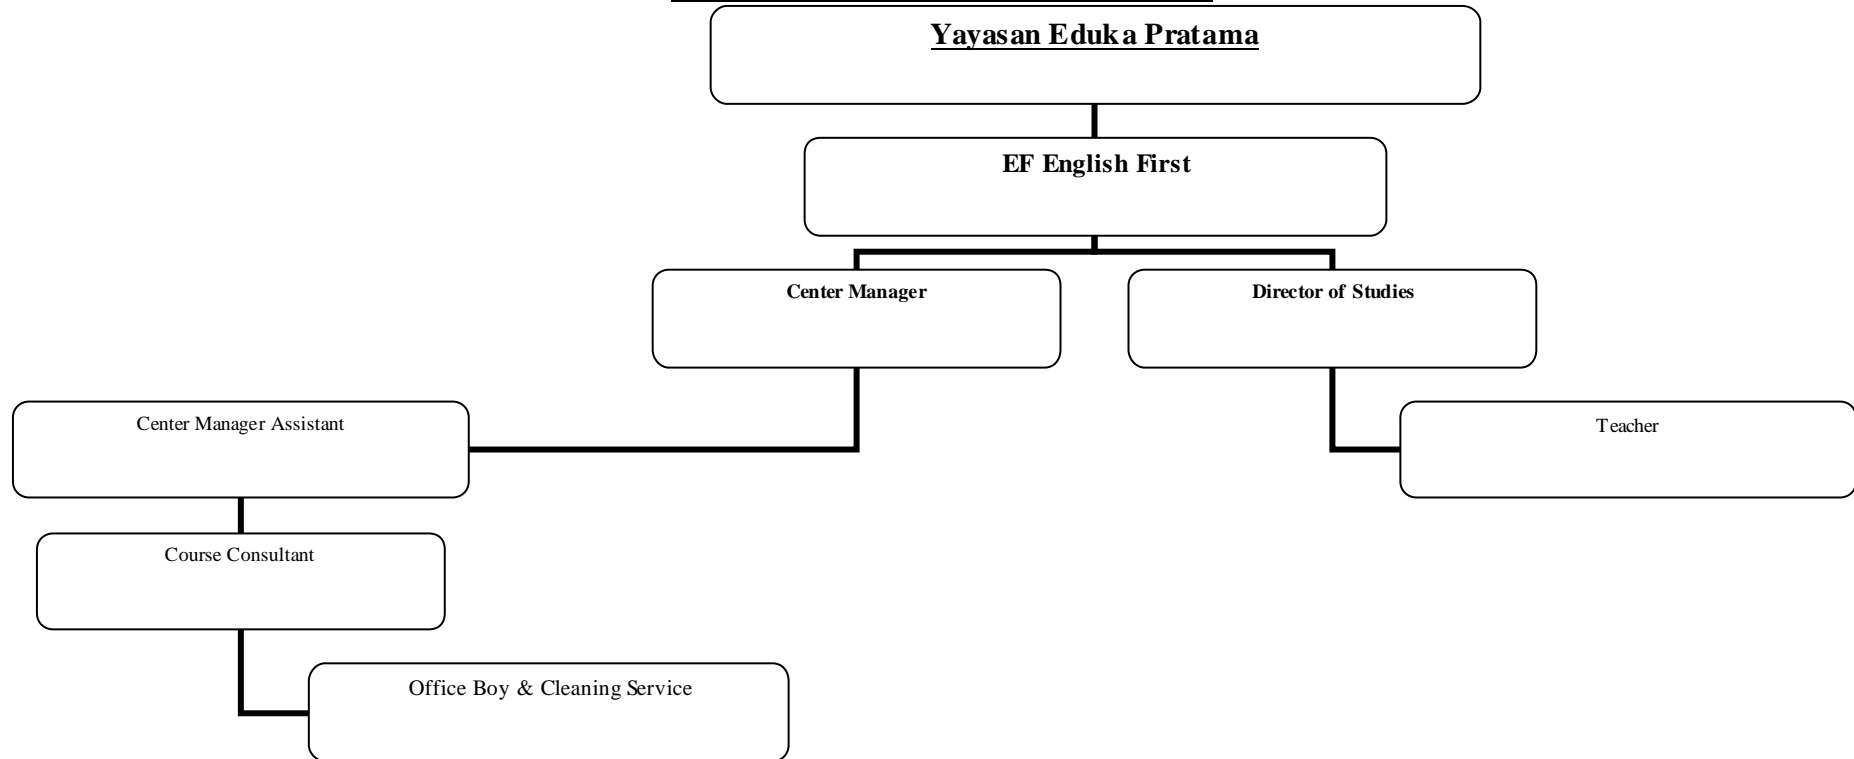 Yayasan Eduka Pratama
EF English First
Center Manager
Director of Studies
Center Manager Assistant
Teacher
Course Consultant
Office Boy & Cleaning Service